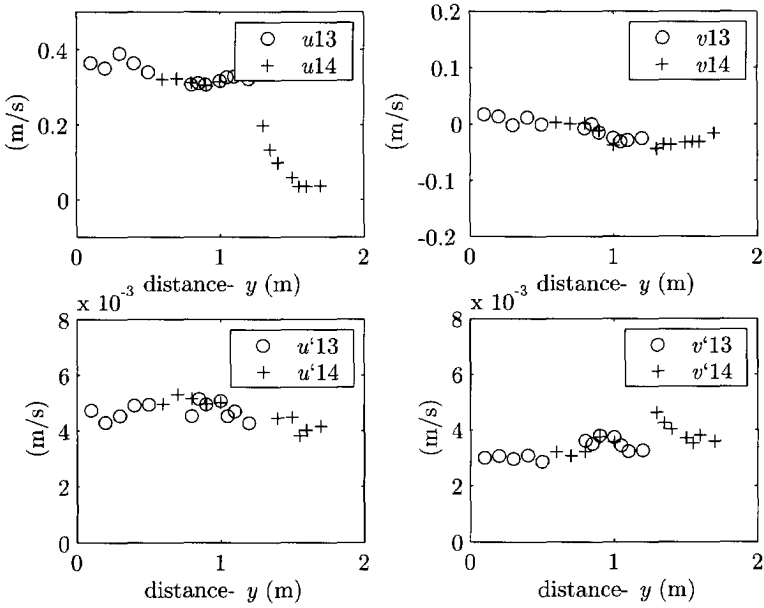 u13
u14
0.4
0.2
0
(m/s)
0 1 2
distance- y (m)
v13
v14
0.2
0.1
0
-0.1
-0.2
(m/s)
0 1 2
distance- y (m)
x 10⁻³
u‘13
u‘14
8
6
4
2
0
(m/s)
0 1 2
distance- y (m)
x 10⁻³
v‘13
v‘14
8
6
4
2
0
(m/s)
0 1 2
distance- y (m)